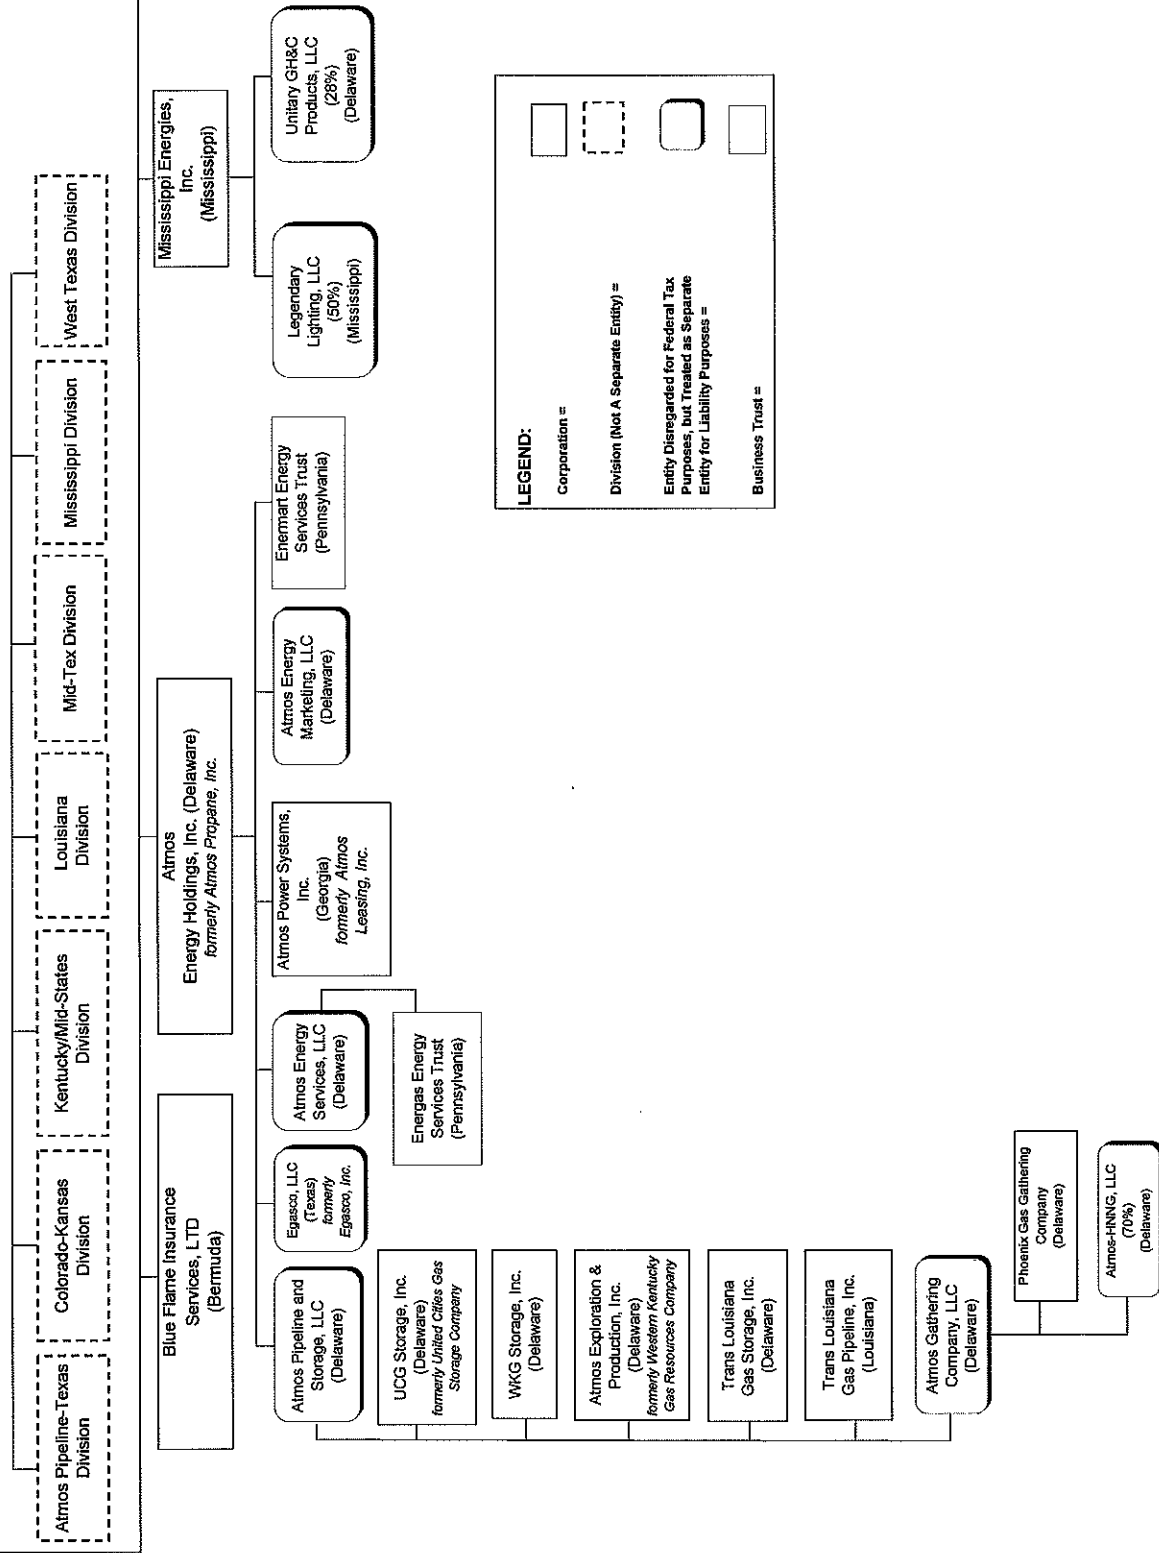 Atmos Pipeline-Texas
Division
Colorado-Kansas
Division
Kentucky/Mid-States
Division
Louisiana
Division
Mid-Tex Division
Mississippi Division
West Texas Division
Blue Flame Insurance
Services, LTD
(Bermuda)
Atmos
Energy Holdings, Inc. (Delaware)
formerly Atmos Propane, Inc.
Mississippi Energies,
Inc.
(Mississippi)
Atmos Pipeline and
Storage, LLC
(Delaware)
Egasco, LLC
(Texas)
formerly
Egasco, Inc.
Atmos Energy
Services, LLC
(Delaware)
Atmos Power Systems,
Inc.
(Georgia)
formerly Atmos
Leasing, Inc.
Atmos Energy
Marketing, LLC
(Delaware)
Enermart Energy
Services Trust
(Pennsylvania)
Legendary
Lighting, LLC
(50%)
(Mississippi)
Unitary GH&C
Products, LLC
(28%)
(Delaware)
UCG Storage, Inc.
(Delaware)
formerly United Cities Gas
Storage Company
Energas Energy
Services Trust
(Pennsylvania)
WKG Storage, Inc.
(Delaware)
Atmos Exploration &
Production, Inc.
(Delaware)
formerly Western Kentucky
Gas Resources Company
Trans Louisiana
Gas Storage, Inc.
(Delaware)
Trans Louisiana
Gas Pipeline, Inc.
(Louisiana)
Atmos Gathering
Company, LLC
(Delaware)
Phoenix Gas Gathering
Company
(Delaware)
Atmos-HNNG, LLC
(70%)
(Delaware)
LEGEND:
Corporation =
Division (Not A Separate Entity) =
Entity Disregarded for Federal Tax
Purposes, but Treated as Separate
Entity for Liability Purposes =
Business Trust =